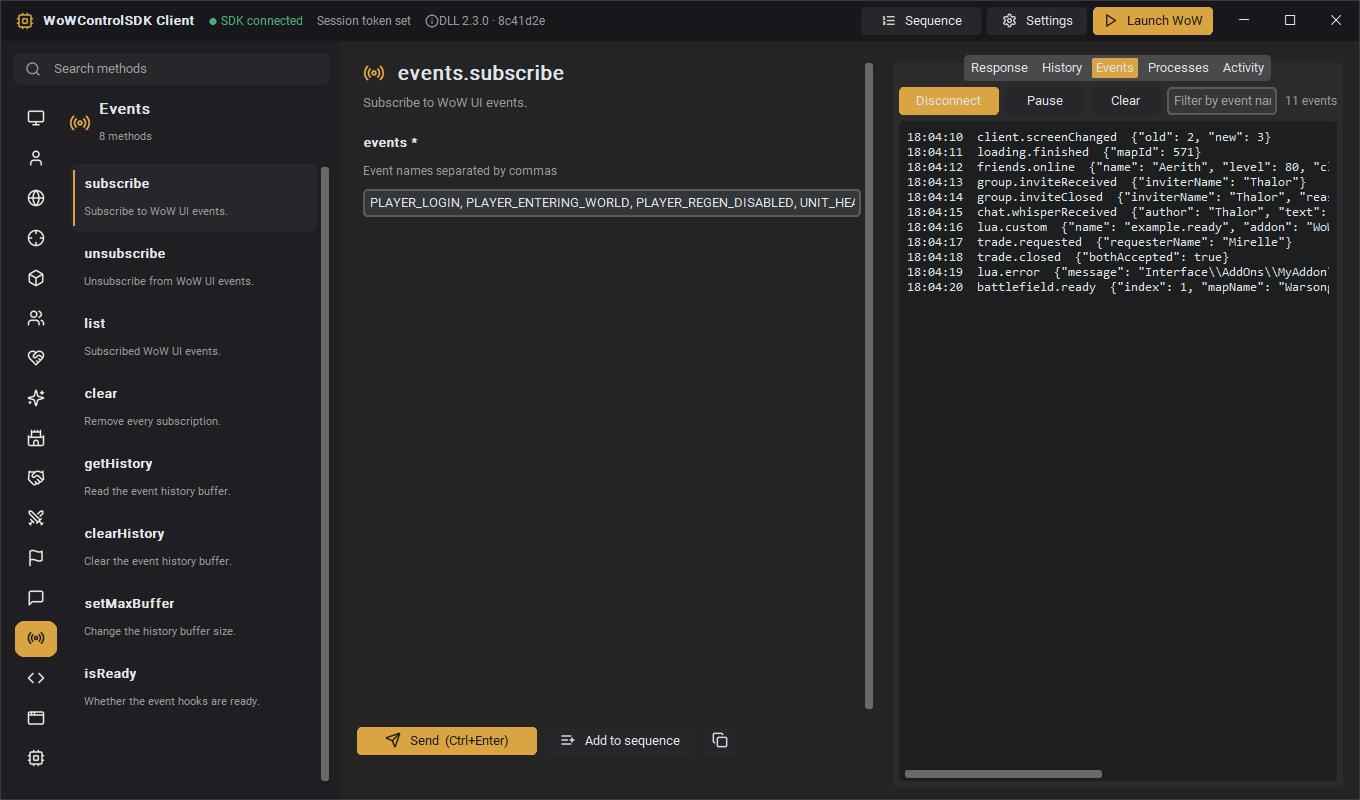 WoWControlSDK Client
SDK connected
Session token set
DLL 2.3.0 · 8c41d2e
Sequence
Settings
Launch WoW
Search methods
Events
8 methods
subscribe
Subscribe to WoW UI events.
unsubscribe
Unsubscribe from WoW UI events.
list
Subscribed WoW UI events.
clear
Remove every subscription.
getHistory
Read the event history buffer.
clearHistory
Clear the event history buffer.
setMaxBuffer
Change the history buffer size.
isReady
Whether the event hooks are ready.
events.subscribe
Subscribe to WoW UI events.
events *
Event names separated by commas
PLAYER_LOGIN, PLAYER_ENTERING_WORLD, PLAYER_REGEN_DISABLED, UNIT_HEA
Send (Ctrl+Enter)
Add to sequence
Response History Events Processes Activity
Disconnect Pause Clear Filter by event nar 11 events
18:04:10 client.screenChanged {"old": 2, "new": 3}
18:04:11 loading.finished {"mapId": 571}
18:04:12 friends.online {"name": "Aerith", "level": 80, "cl
18:04:13 group.inviteReceived {"inviterName": "Thalor"}
18:04:14 group.inviteClosed {"inviterName": "Thalor", "reas
18:04:15 chat.whisperReceived {"author": "Thalor", "text":
18:04:16 lua.custom {"name": "example.ready", "addon": "WoW
18:04:17 trade.requested {"requesterName": "Mirelle"}
18:04:18 trade.closed {"bothAccepted": true}
18:04:19 lua.error {"message": "Interface\\AddOns\\MyAddon
18:04:20 battlefield.ready {"index": 1, "mapName": "Warsong